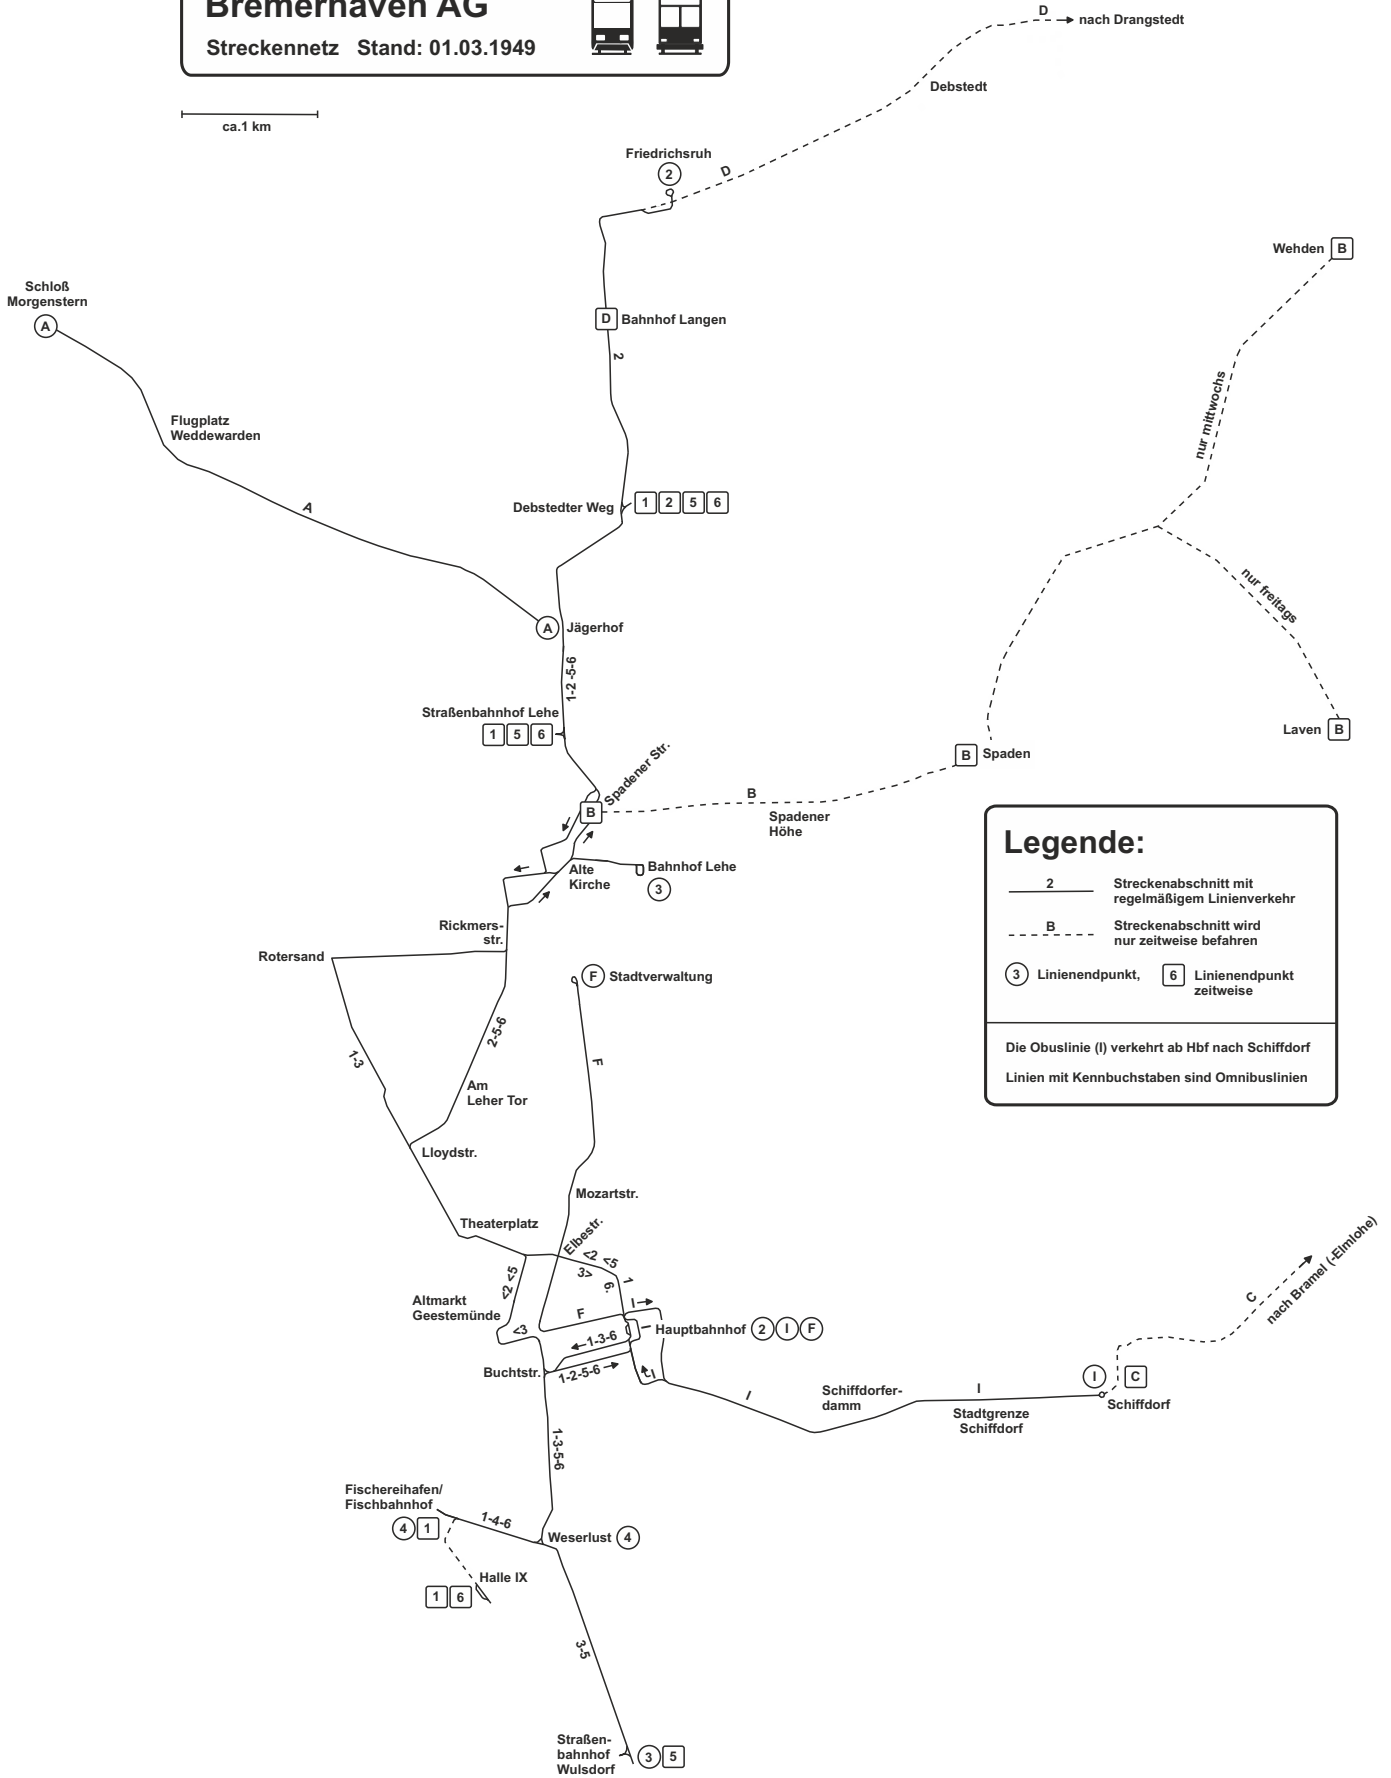 Bremerhaven AG
Streckennetz Stand: 01.03.1949
ca.1 km
D
nach Drangstedt
Debstedt
Friedrichsruh
2
D
Wehden B
Schloß
Morgenstern
A
D Bahnhof Langen
2
nur mittwochs
Flugplatz
Weddewarden
A
Debstedter Weg 1 2 5 6
nur freitags
A Jägerhof
1-2 -5-6
Straßenbahnhof Lehe
1 5 6
Laven B
B Spaden
Spadener Str.
B
B
Spadener
Höhe
Alte
Kirche
Bahnhof Lehe
3
Rickmers-
str.
Rotersand
F Stadtverwaltung
2-5-6
1-3
F
Am
Leher Tor
Lloydstr.
Mozartstr.
Theaterplatz
Elbestr.
<2 <5
3>
6.
1
<2 <5
Altmarkt
Geestemünde
<3
F
I
Hauptbahnhof 2 I F
1-3-6
Buchtstr.
1-2-5-6
I
I
Schiffdorfer-
damm
I
Stadtgrenze
Schiffdorf
I C
Schiffdorf
C
nach Bramel (-Elmlohe)
1-3-5-6
Fischereihafen/
Fischbahnhof
4 1
1-4-6
Weserlust 4
Halle IX
1 6
3-5
Straßen-
bahnhof
Wulsdorf
3 5
Legende:
2
Streckenabschnitt mit
regelmäßigem Linienverkehr
B
Streckenabschnitt wird
nur zeitweise befahren
3 Linienendpunkt,
6 Linienendpunkt
zeitweise
Die Obuslinie (I) verkehrt ab Hbf nach Schiffdorf
Linien mit Kennbuchstaben sind Omnibuslinien